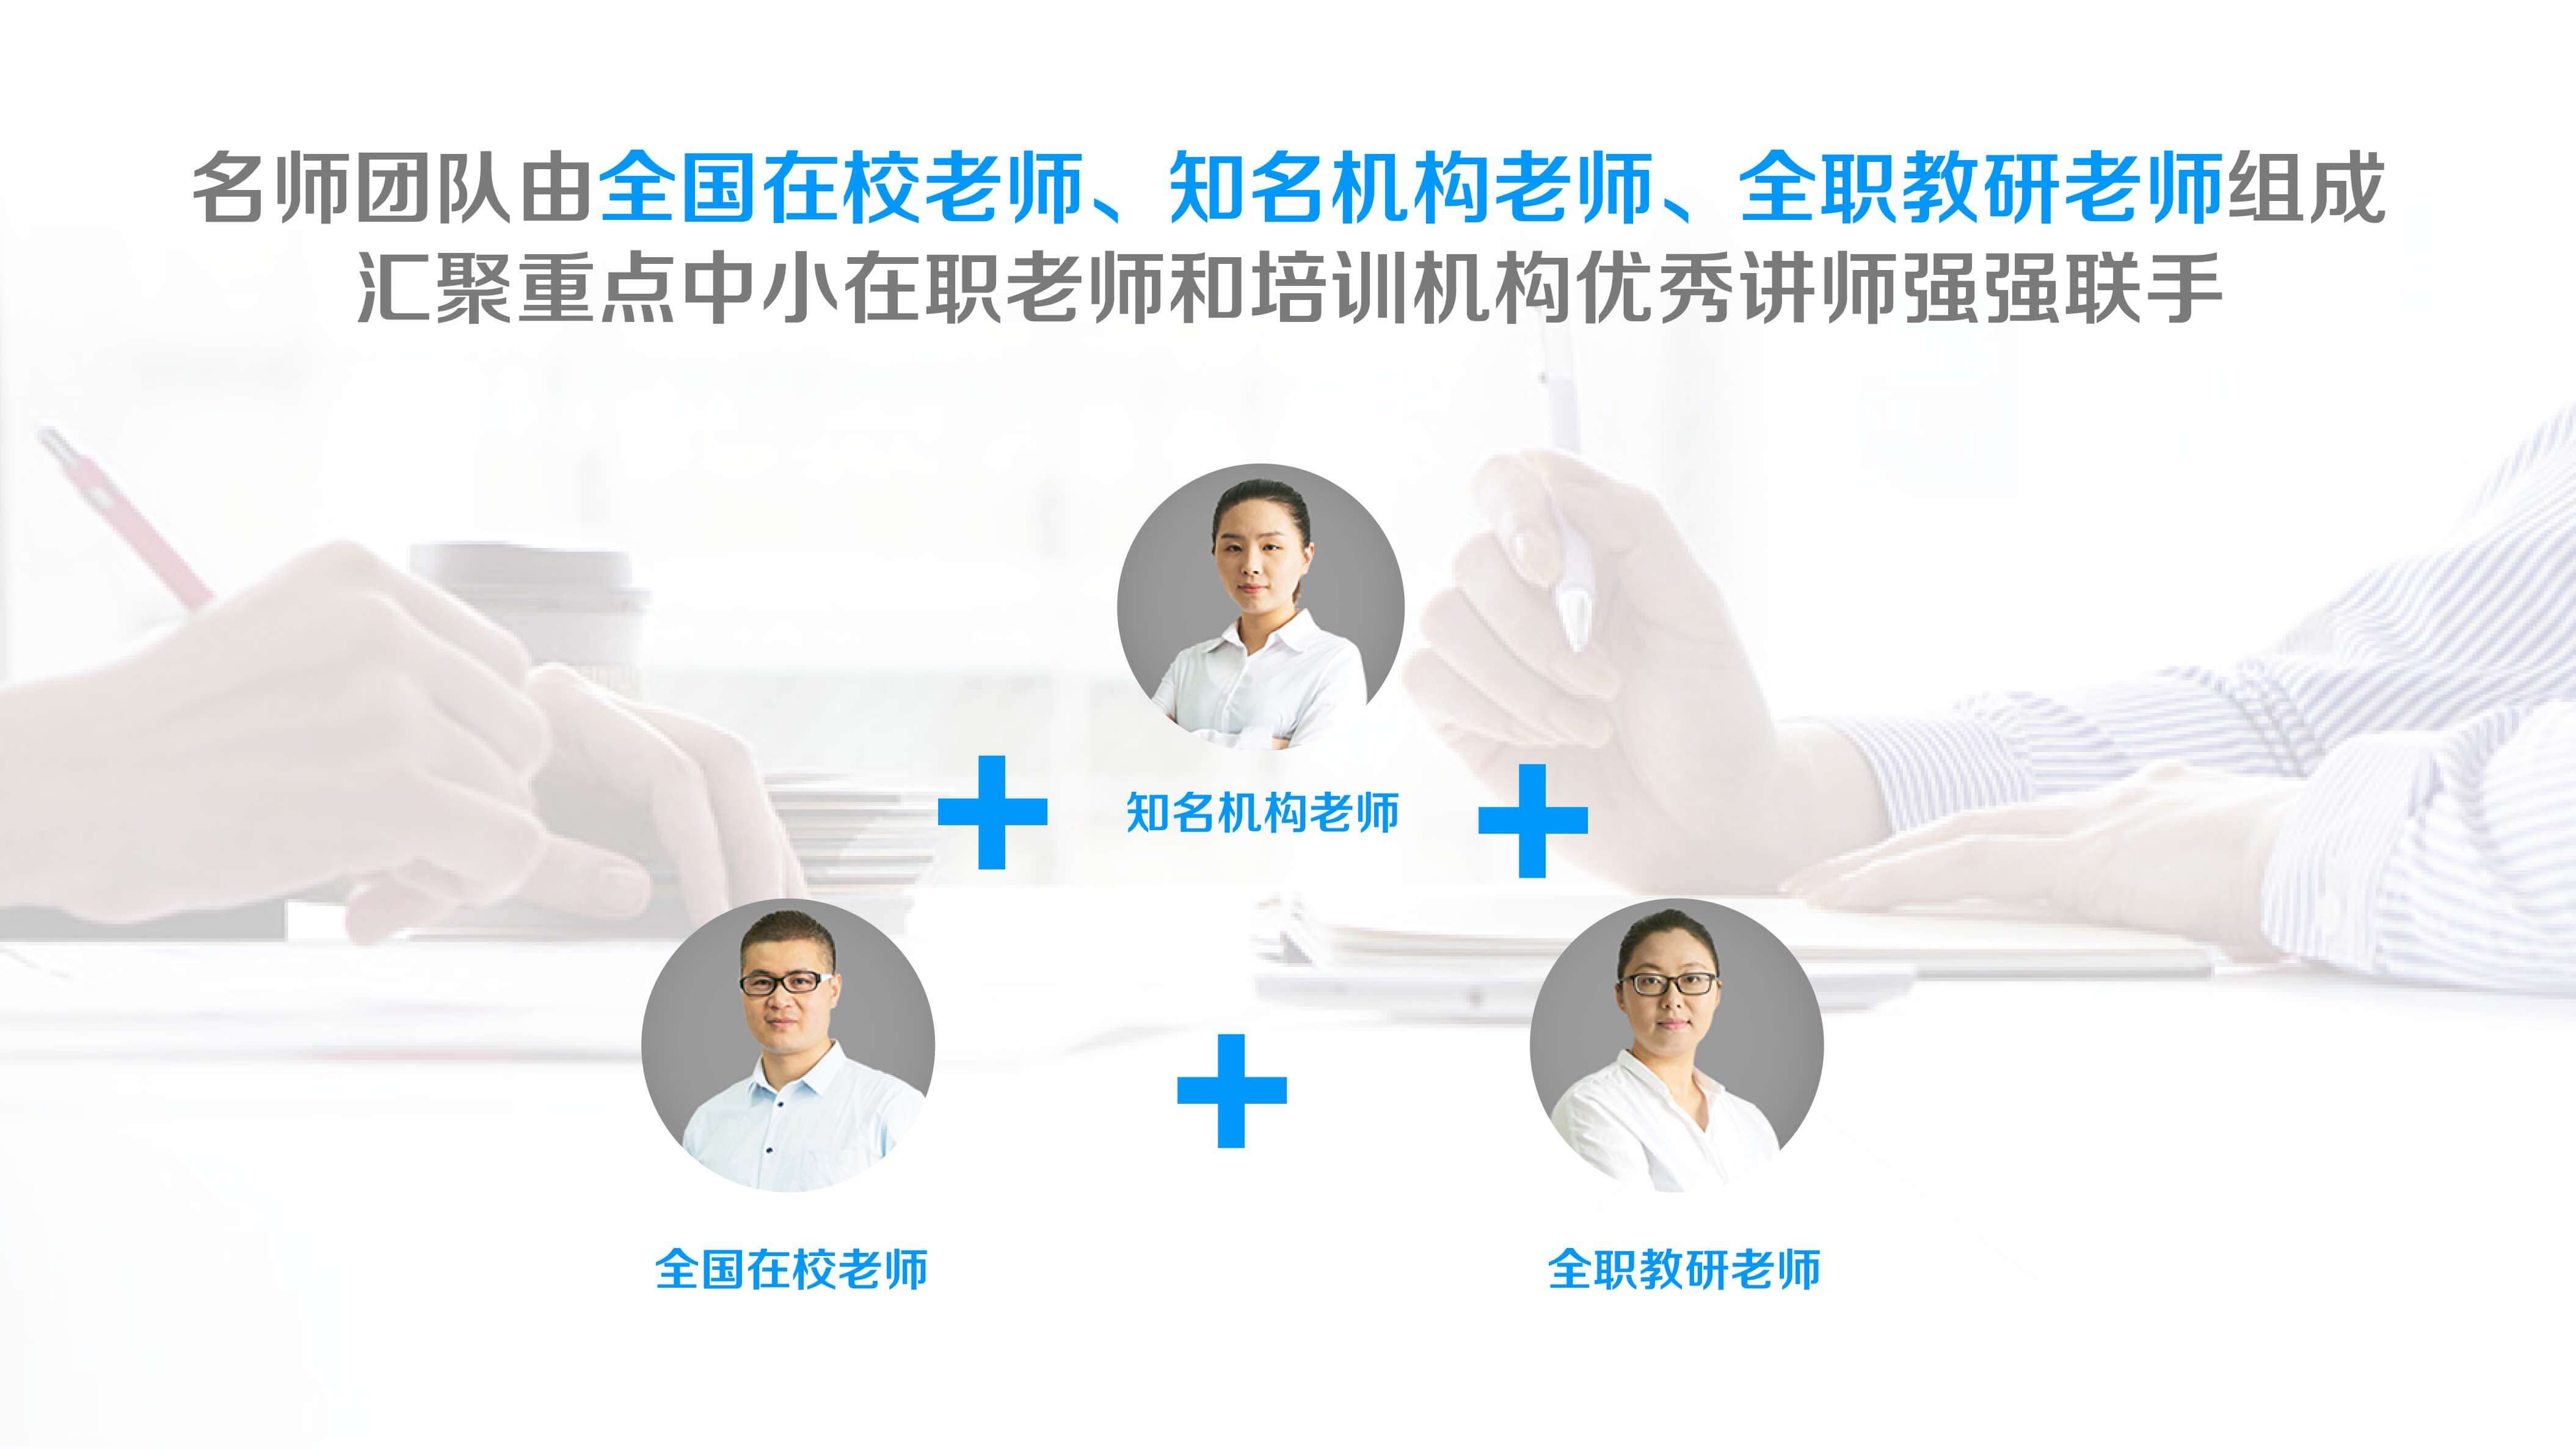 名师团队由全国在校老师、知名机构老师、全职教研老师组成
汇聚重点中小在职老师和培训机构优秀讲师强强联手
知名机构老师
全国在校老师
全职教研老师